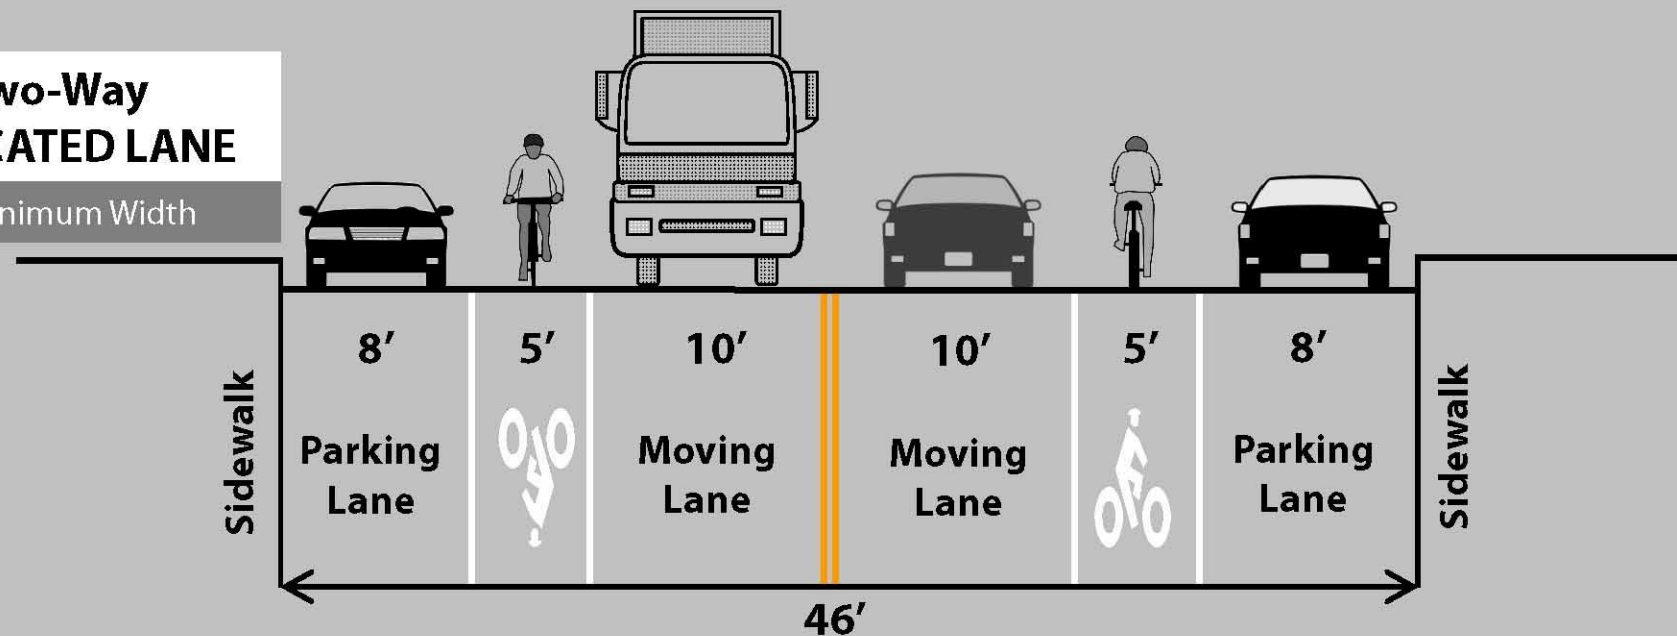 wo-Way
CATED LANE
nimum Width
8′
5′
10′
10′
5′
8′
Sidewalk
Parking
Lane
Moving
Lane
Moving
Lane
Parking
Lane
Sidewalk
46′